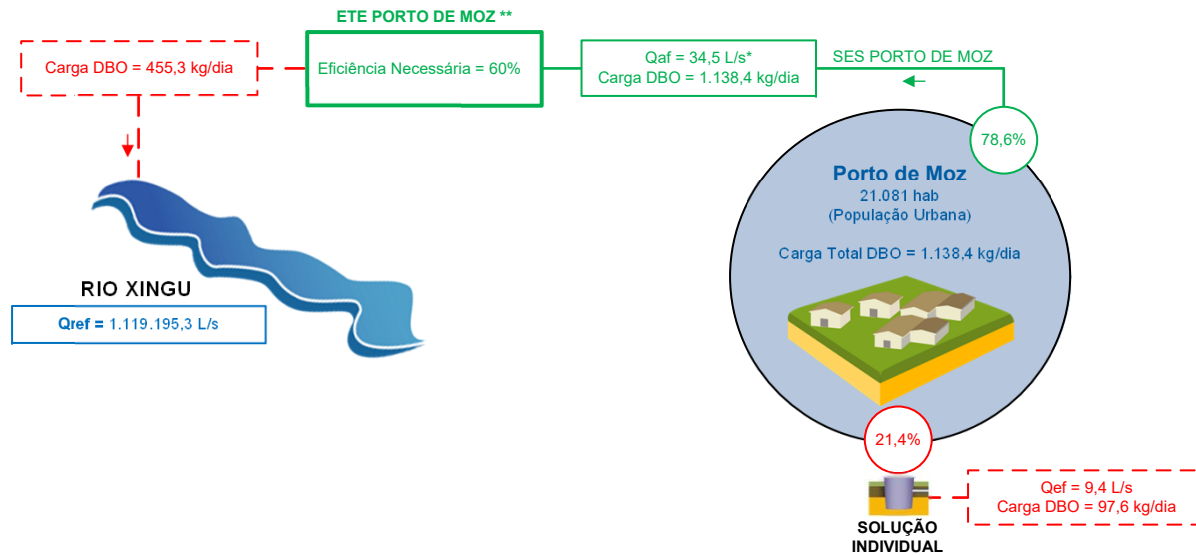 ETE PORTO DE MOZ **
Carga DBO = 455,3 kg/dia
Eficiência Necessária = 60%
Qaf = 34,5 L/s*
Carga DBO = 1.138,4 kg/dia
SES PORTO DE MOZ
78,6%
Porto de Moz
21.081 hab
(População Urbana)
Carga Total DBO = 1.138,4 kg/dia
RIO XINGU
Qref = 1.119.195,3 L/s
21,4%
Qef = 9,4 L/s
Carga DBO = 97,6 kg/dia
SOLUÇÃO
INDIVIDUAL